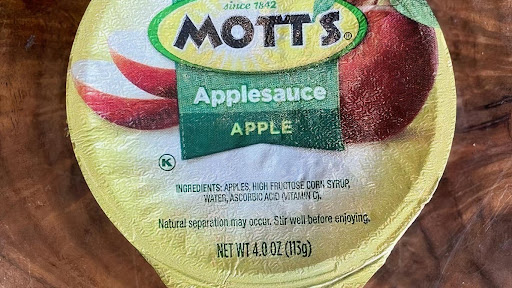 since 1842
MOTT'S®
Applesauce
APPLE
K
INGREDIENTS: APPLES, HIGH FRUCTOSE CORN SYRUP,
WATER, ASCORBIC ACID (VITAMIN C).
Natural separation may occur. Stir well before enjoying.
NET WT 4.0 OZ (113g)